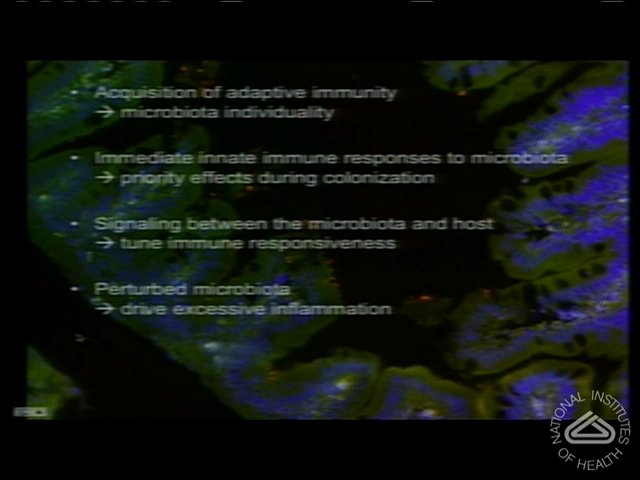 • Acquisition of adaptive immunity
→ microbiota individuality
• Immediate innate immune responses to microbiota
→ priority effects during colonization
• Signaling between the microbiota and host
→ tune immune responsiveness
• Perturbed microbiota
→ drive excessive inflammation
NATIONAL INSTITUTES
OF HEALTH